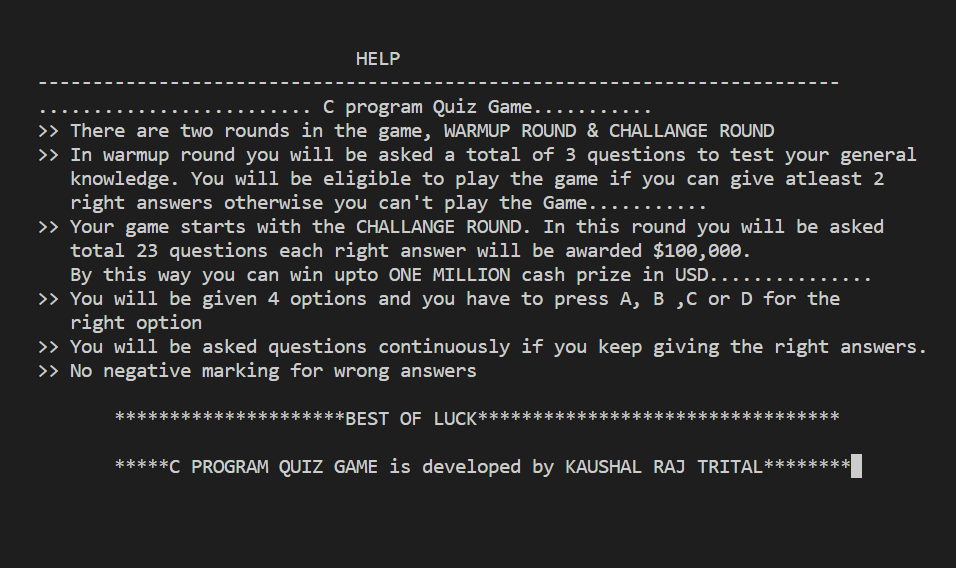 HELP
-------------------------------------------------------------------------
......................... C program Quiz Game...........
>> There are two rounds in the game, WARMUP ROUND & CHALLANGE ROUND
>> In warmup round you will be asked a total of 3 questions to test your general
knowledge. You will be eligible to play the game if you can give atleast 2
right answers otherwise you can't play the Game...........
>> Your game starts with the CHALLANGE ROUND. In this round you will be asked
total 23 questions each right answer will be awarded $100,000.
By this way you can win upto ONE MILLION cash prize in USD...............
>> You will be given 4 options and you have to press A, B ,C or D for the
right option
>> You will be asked questions continuously if you keep giving the right answers.
>> No negative marking for wrong answers
*********************BEST OF LUCK*********************************
*****C PROGRAM QUIZ GAME is developed by KAUSHAL RAJ TRITAL********